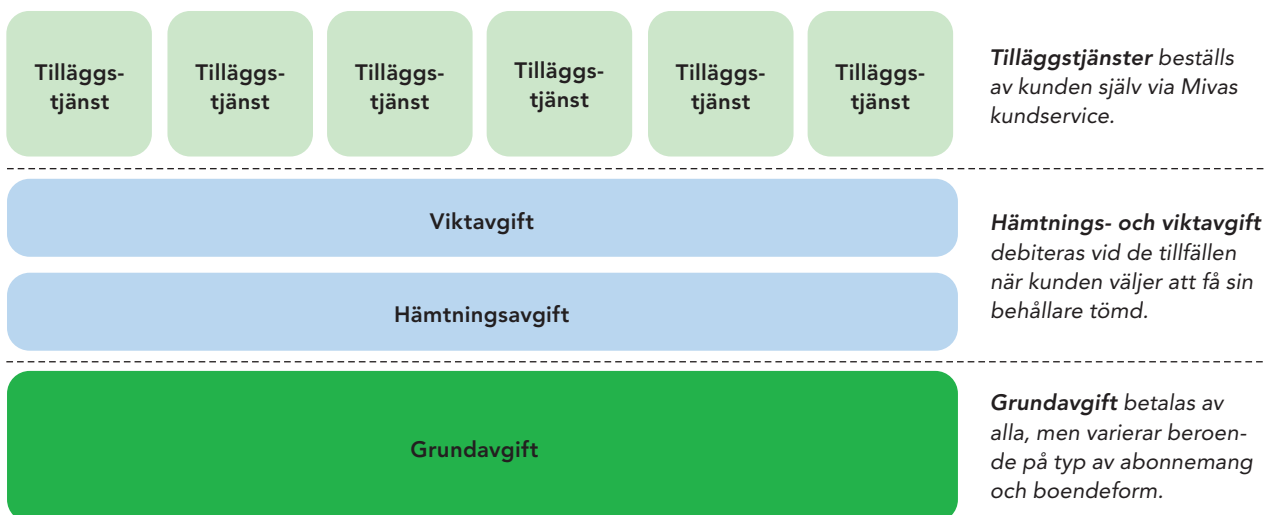 Tilläggs-
tjänst
Tilläggs-
tjänst
Tilläggs-
tjänst
Tilläggs-
tjänst
Tilläggs-
tjänst
Tilläggs-
tjänst
Tilläggstjänster beställs
av kunden själv via Mivas
kundservice.
Viktavgift
Hämtningsavgift
Hämtnings- och viktavgift
debiteras vid de tillfällen
när kunden väljer att få sin
behållare tömd.
Grundavgift
Grundavgift betalas av
alla, men varierar beroen-
de på typ av abonnemang
och boendeform.